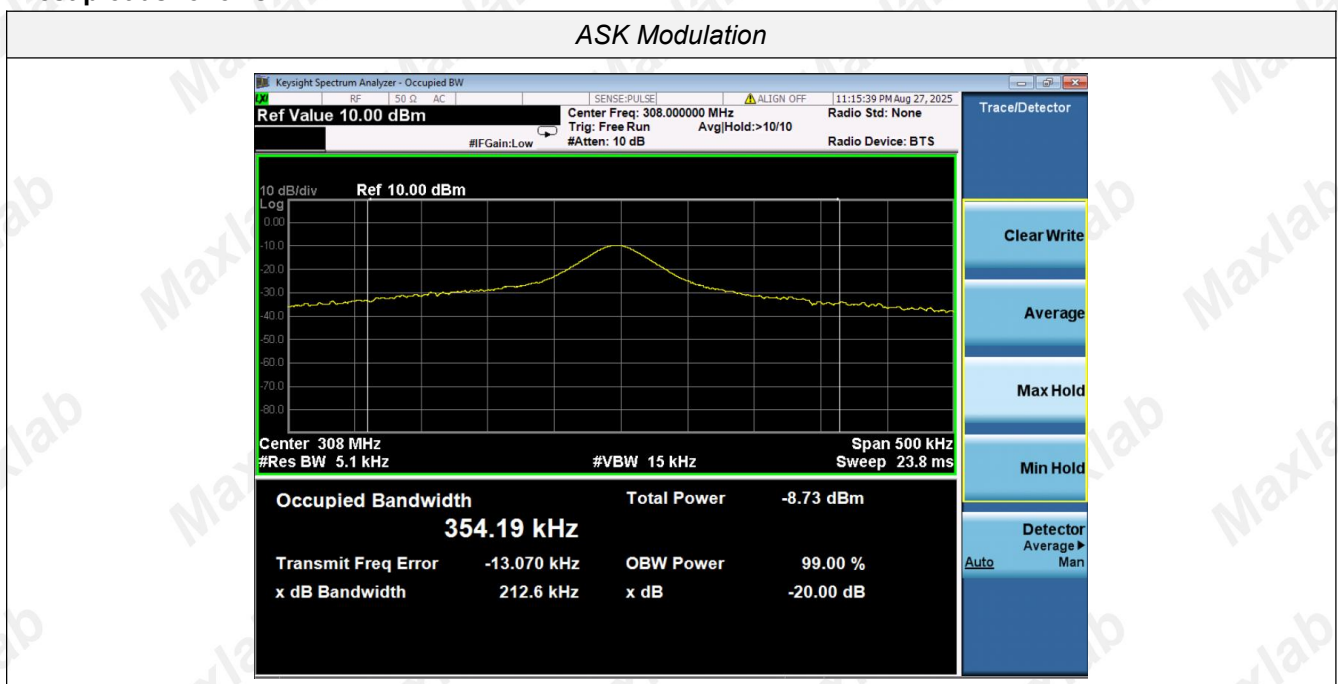 ASK Modulation
Keysight Spectrum Analyzer - Occupied BW
RF 50 Ω AC SENSE:PULSE ALIGN OFF 11:15:39 PM Aug 27, 2025
Ref Value 10.00 dBm
Center Freq: 308.000000 MHz
Radio Std: None
Trig: Free Run Avg|Hold:>10/10
#IFGain:Low #Atten: 10 dB Radio Device: BTS
10 dB/div Ref 10.00 dBm
Log
0.00
-10.0
-20.0
-30.0
-40.0
-50.0
-60.0
-70.0
-80.0
Center 308 MHz Span 500 kHz
#Res BW 5.1 kHz #VBW 15 kHz Sweep 23.8 ms
Occupied Bandwidth Total Power -8.73 dBm
354.19 kHz
Transmit Freq Error -13.070 kHz OBW Power 99.00 %
x dB Bandwidth 212.6 kHz x dB -20.00 dB
Trace/Detector
Clear Write
Average
Max Hold
Min Hold
Detector
Average▶
Auto Man
Maxlab